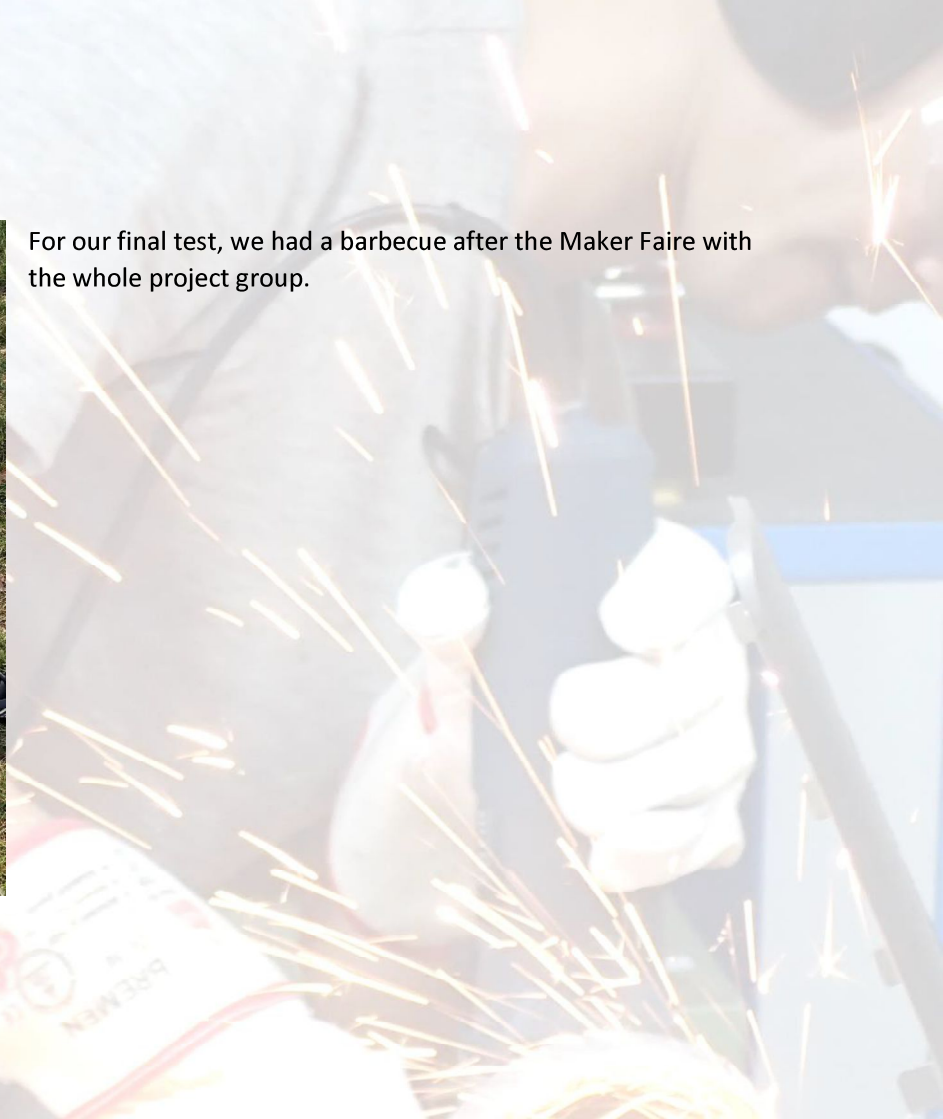 For our final test, we had a barbecue after the Maker Faire with
the whole project group.